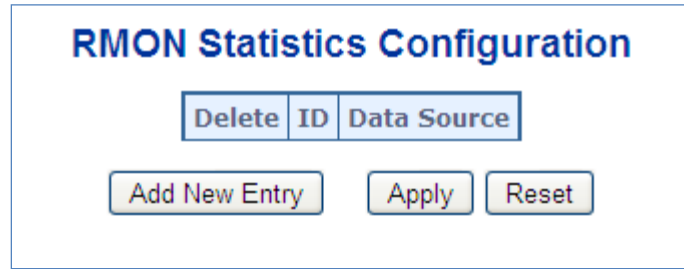 RMON Statistics Configuration
Delete ID Data Source
Add New Entry Apply Reset